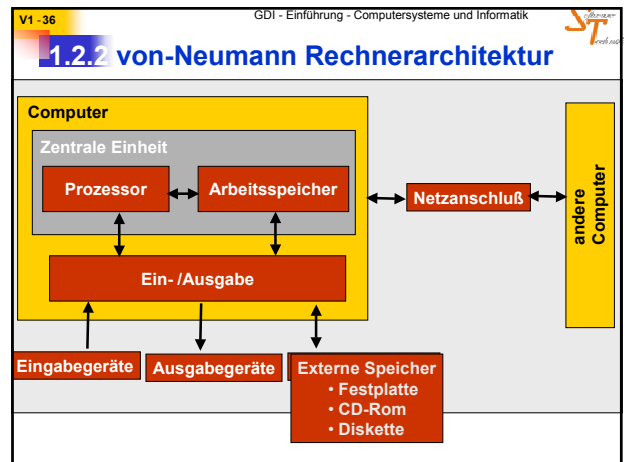 V1 - 36
GDI - Einführung - Computersysteme und Informatik
1.2.2 von-Neumann Rechnerarchitektur
Computer
Zentrale Einheit
Prozessor
Arbeitsspeicher
Netzanschluß
andere
Computer
Ein- /Ausgabe
Eingabegeräte
Ausgabegeräte
Externe Speicher
• Festplatte
• CD-Rom
• Diskette